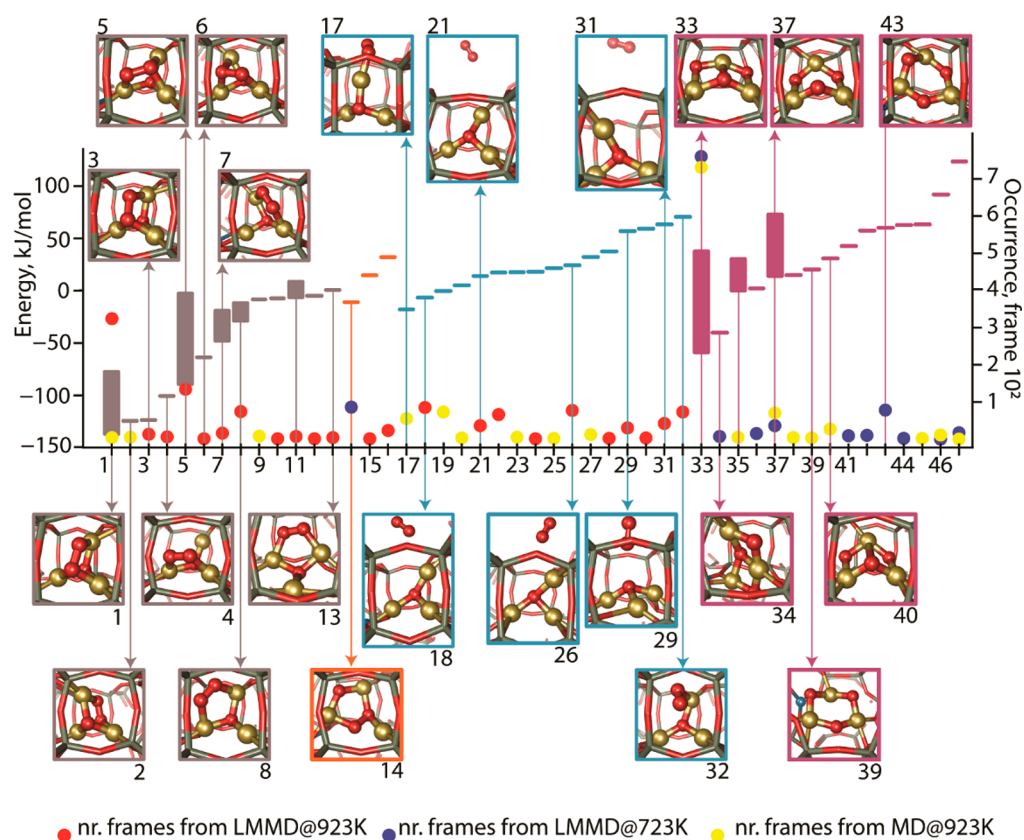 5 6 17 21 31 33 37 43
3 7
Energy, kJ/mol
100
50
0
−50
−100
−150
Occurrence, frame 10²
7
6
5
4
3
2
1
1 3 5 7 9 11 13 15 17 19 21 23 25 27 29 31 33 35 37 39 41 44 46
1 4 13 18 26 29 34 40
2 8 14 32 39
nr. frames from LMMD@923K nr. frames from LMMD@723K nr. frames from MD@923K